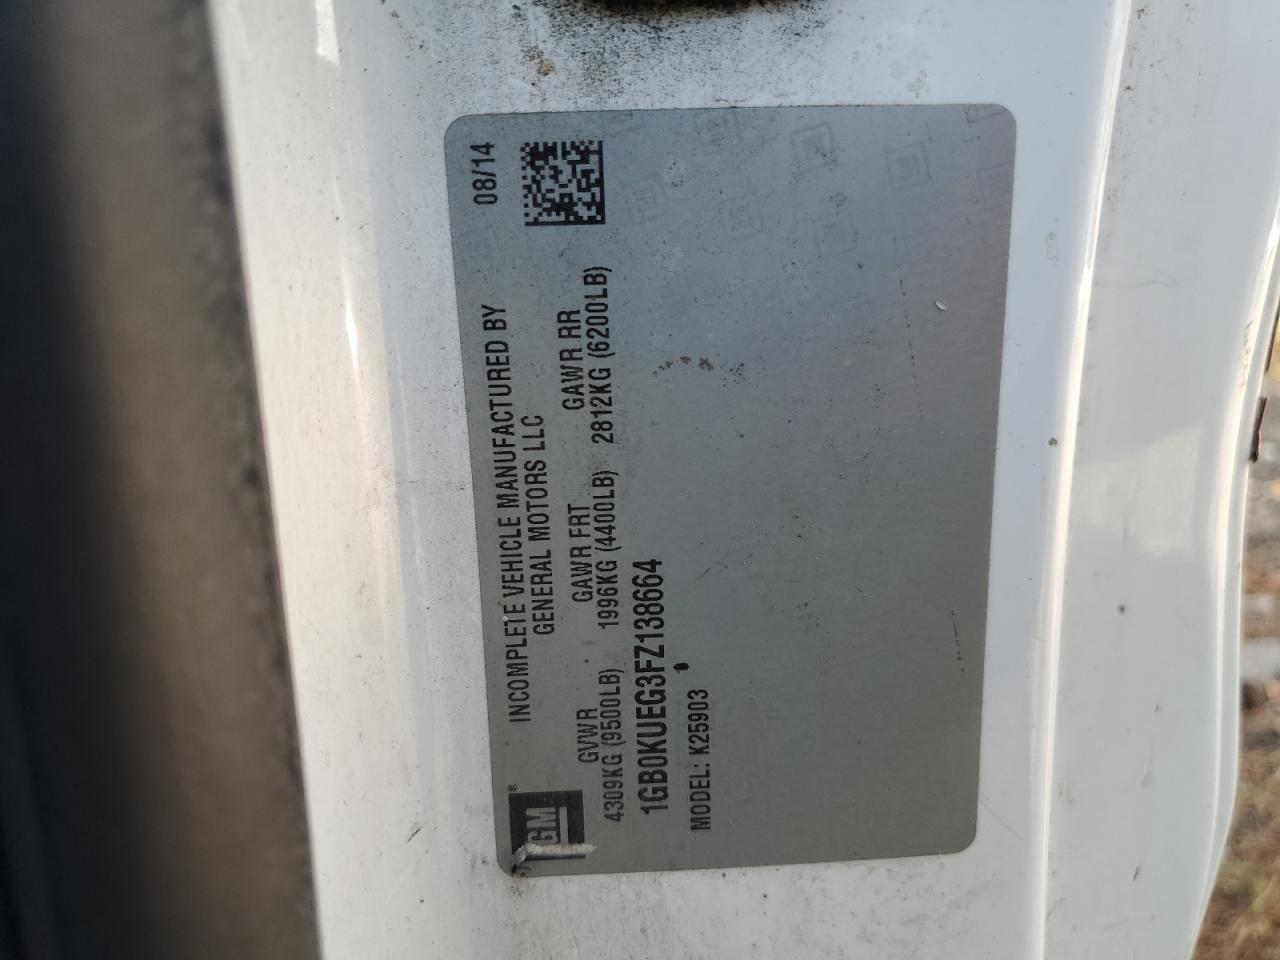 08/14
INCOMPLETE VEHICLE MANUFACTURED BY
GENERAL MOTORS LLC
GM®
GVWR GAWR FRT GAWR RR
4309KG (9500LB) 1996KG (4400LB) 2812KG (6200LB)
1GB0KUEG3FZ138664
MODEL: K25903